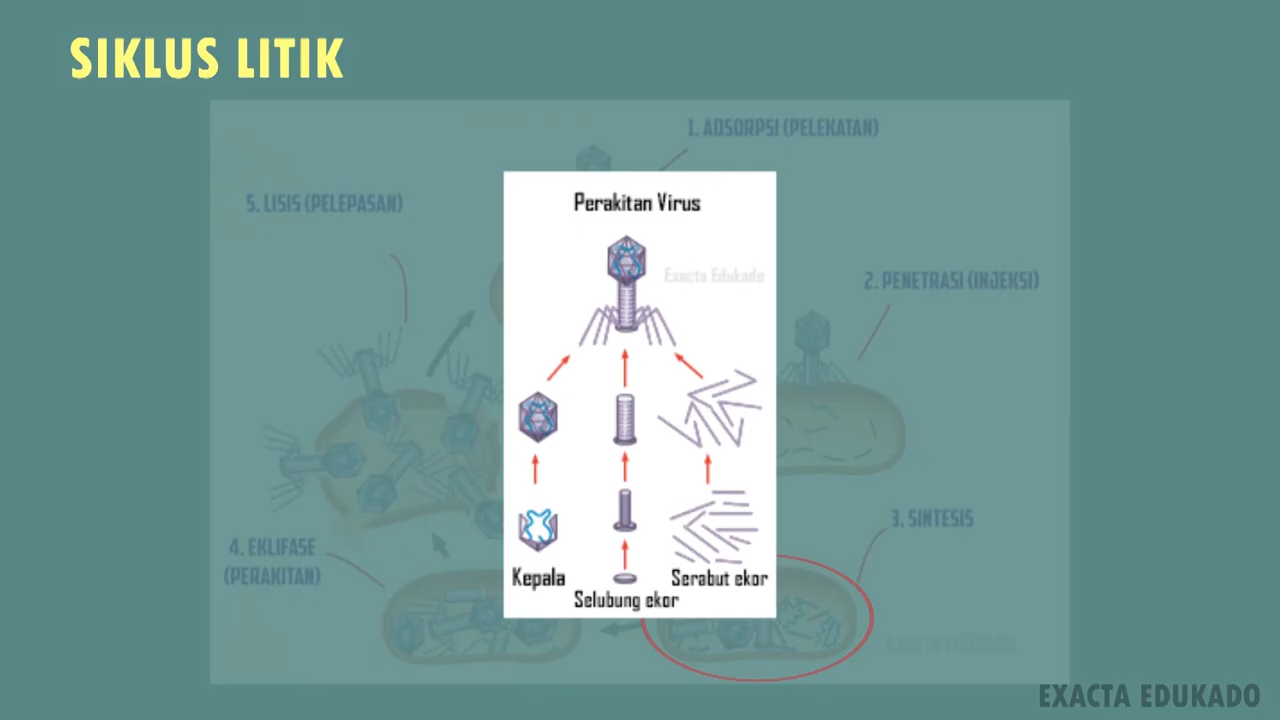 SIKLUS LITIK
1. ADSORPSI (PELEKATAN)
5. LISIS (PELEPASAN)
Perakitan Virus
Exacta Edukado
2. PENETRASI (INJEKSI)
3. SINTESIS
4. EKLIFASE
(PERAKITAN)
Kepala
Serabut ekor
Selubung ekor
EXACTA EDUKADO